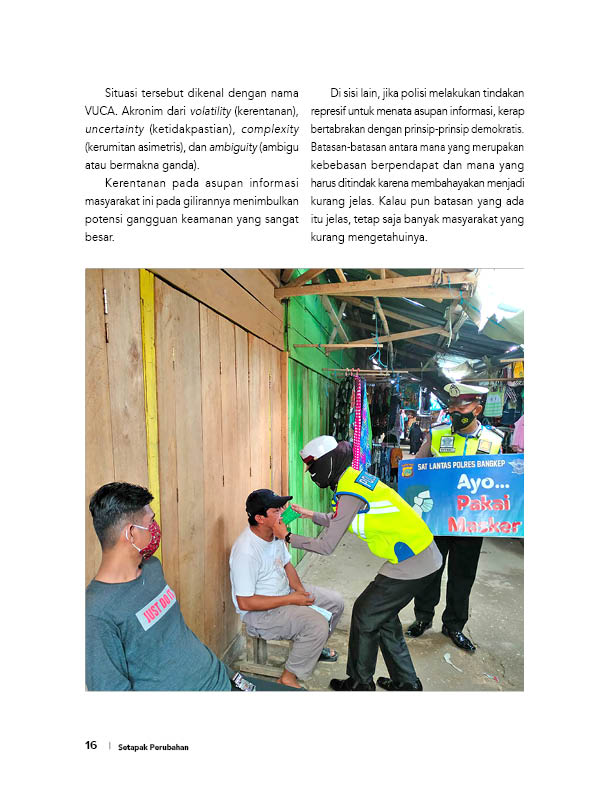 Situasi tersebut dikenal dengan nama
VUCA. Akronim dari volatility (kerentanan),
uncertainty (ketidakpastian), complexity
(kerumitan asimetris), dan ambiguity (ambigu
atau bermakna ganda).
Kerentanan pada asupan informasi
masyarakat ini pada gilirannya menimbulkan
potensi gangguan keamanan yang sangat
besar.
Di sisi lain, jika polisi melakukan tindakan
represif untuk menata asupan informasi, kerap
bertabrakan dengan prinsip-prinsip demokratis.
Batasan-batasan antara mana yang merupakan
kebebasan berpendapat dan mana yang
harus ditindak karena membahayakan menjadi
kurang jelas. Kalau pun batasan yang ada
itu jelas, tetap saja banyak masyarakat yang
kurang mengetahuinya.
SAT LANTAS POLRES BANGKEP
Ayo...
Pakai
Masker
JUST DO IT
16 | Setapak Perubahan